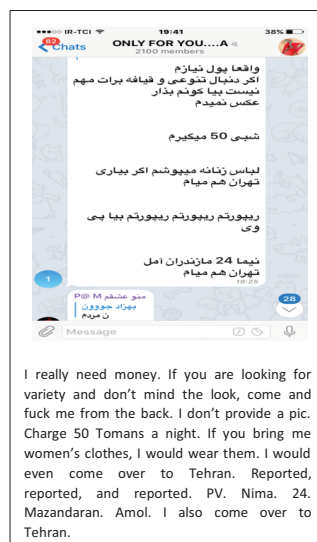 IR-TCI 19:41 38%
82 Chats ONLY FOR YOU....A
2100 members
واقعا پول نیازم
اگر دنبال تنوعی و قیافه برات مهم
نیست بیا کونم بذار
عکس نمیدم
شبی 50 میگیرم
لباس زنانه میپوشم اگر بیاری
تهران هم میام
ریپورتم ریپورتم ریپورتم بیا پی
وی
نیما 24 مازندران آمل
تهران هم میام
19:25
1
منو عشقم P@ M
بهزاد جووون
ن مردم
28
Message
I really need money. If you are looking for
variety and don't mind the look, come and
fuck me from the back. I don't provide a pic.
Charge 50 Tomans a night. If you bring me
women's clothes, I would wear them. I would
even come over to Tehran. Reported,
reported, and reported. PV. Nima. 24.
Mazandaran. Amol. I also come over to
Tehran.